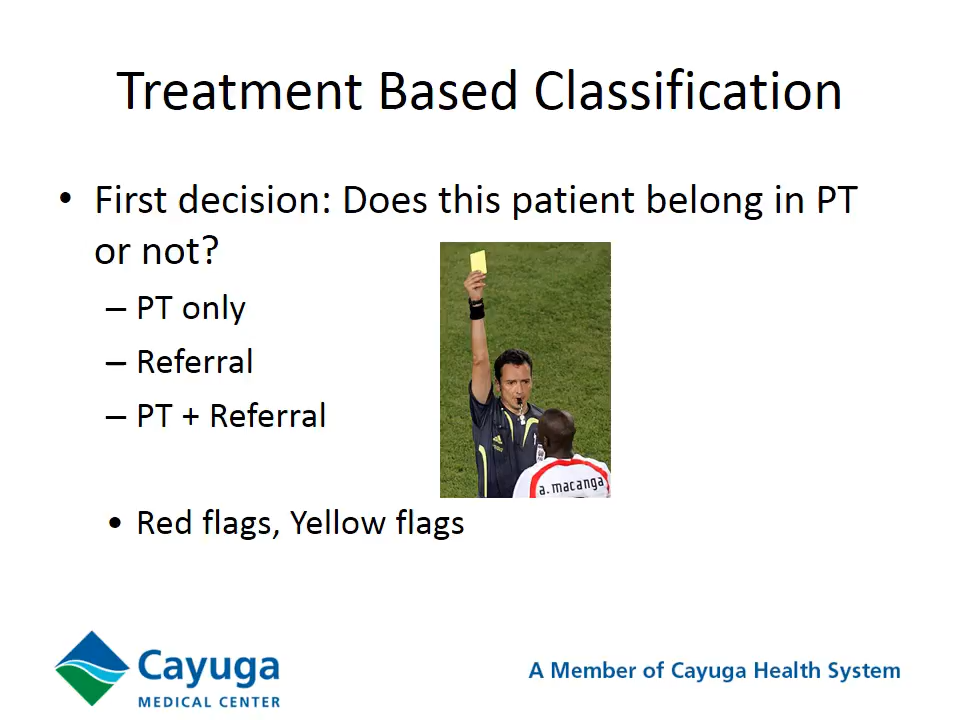 Treatment Based Classification
• First decision: Does this patient belong in PT
or not?
– PT only
– Referral
– PT + Referral
a. macanga
• Red flags, Yellow flags
Cayuga
MEDICAL CENTER
A Member of Cayuga Health System